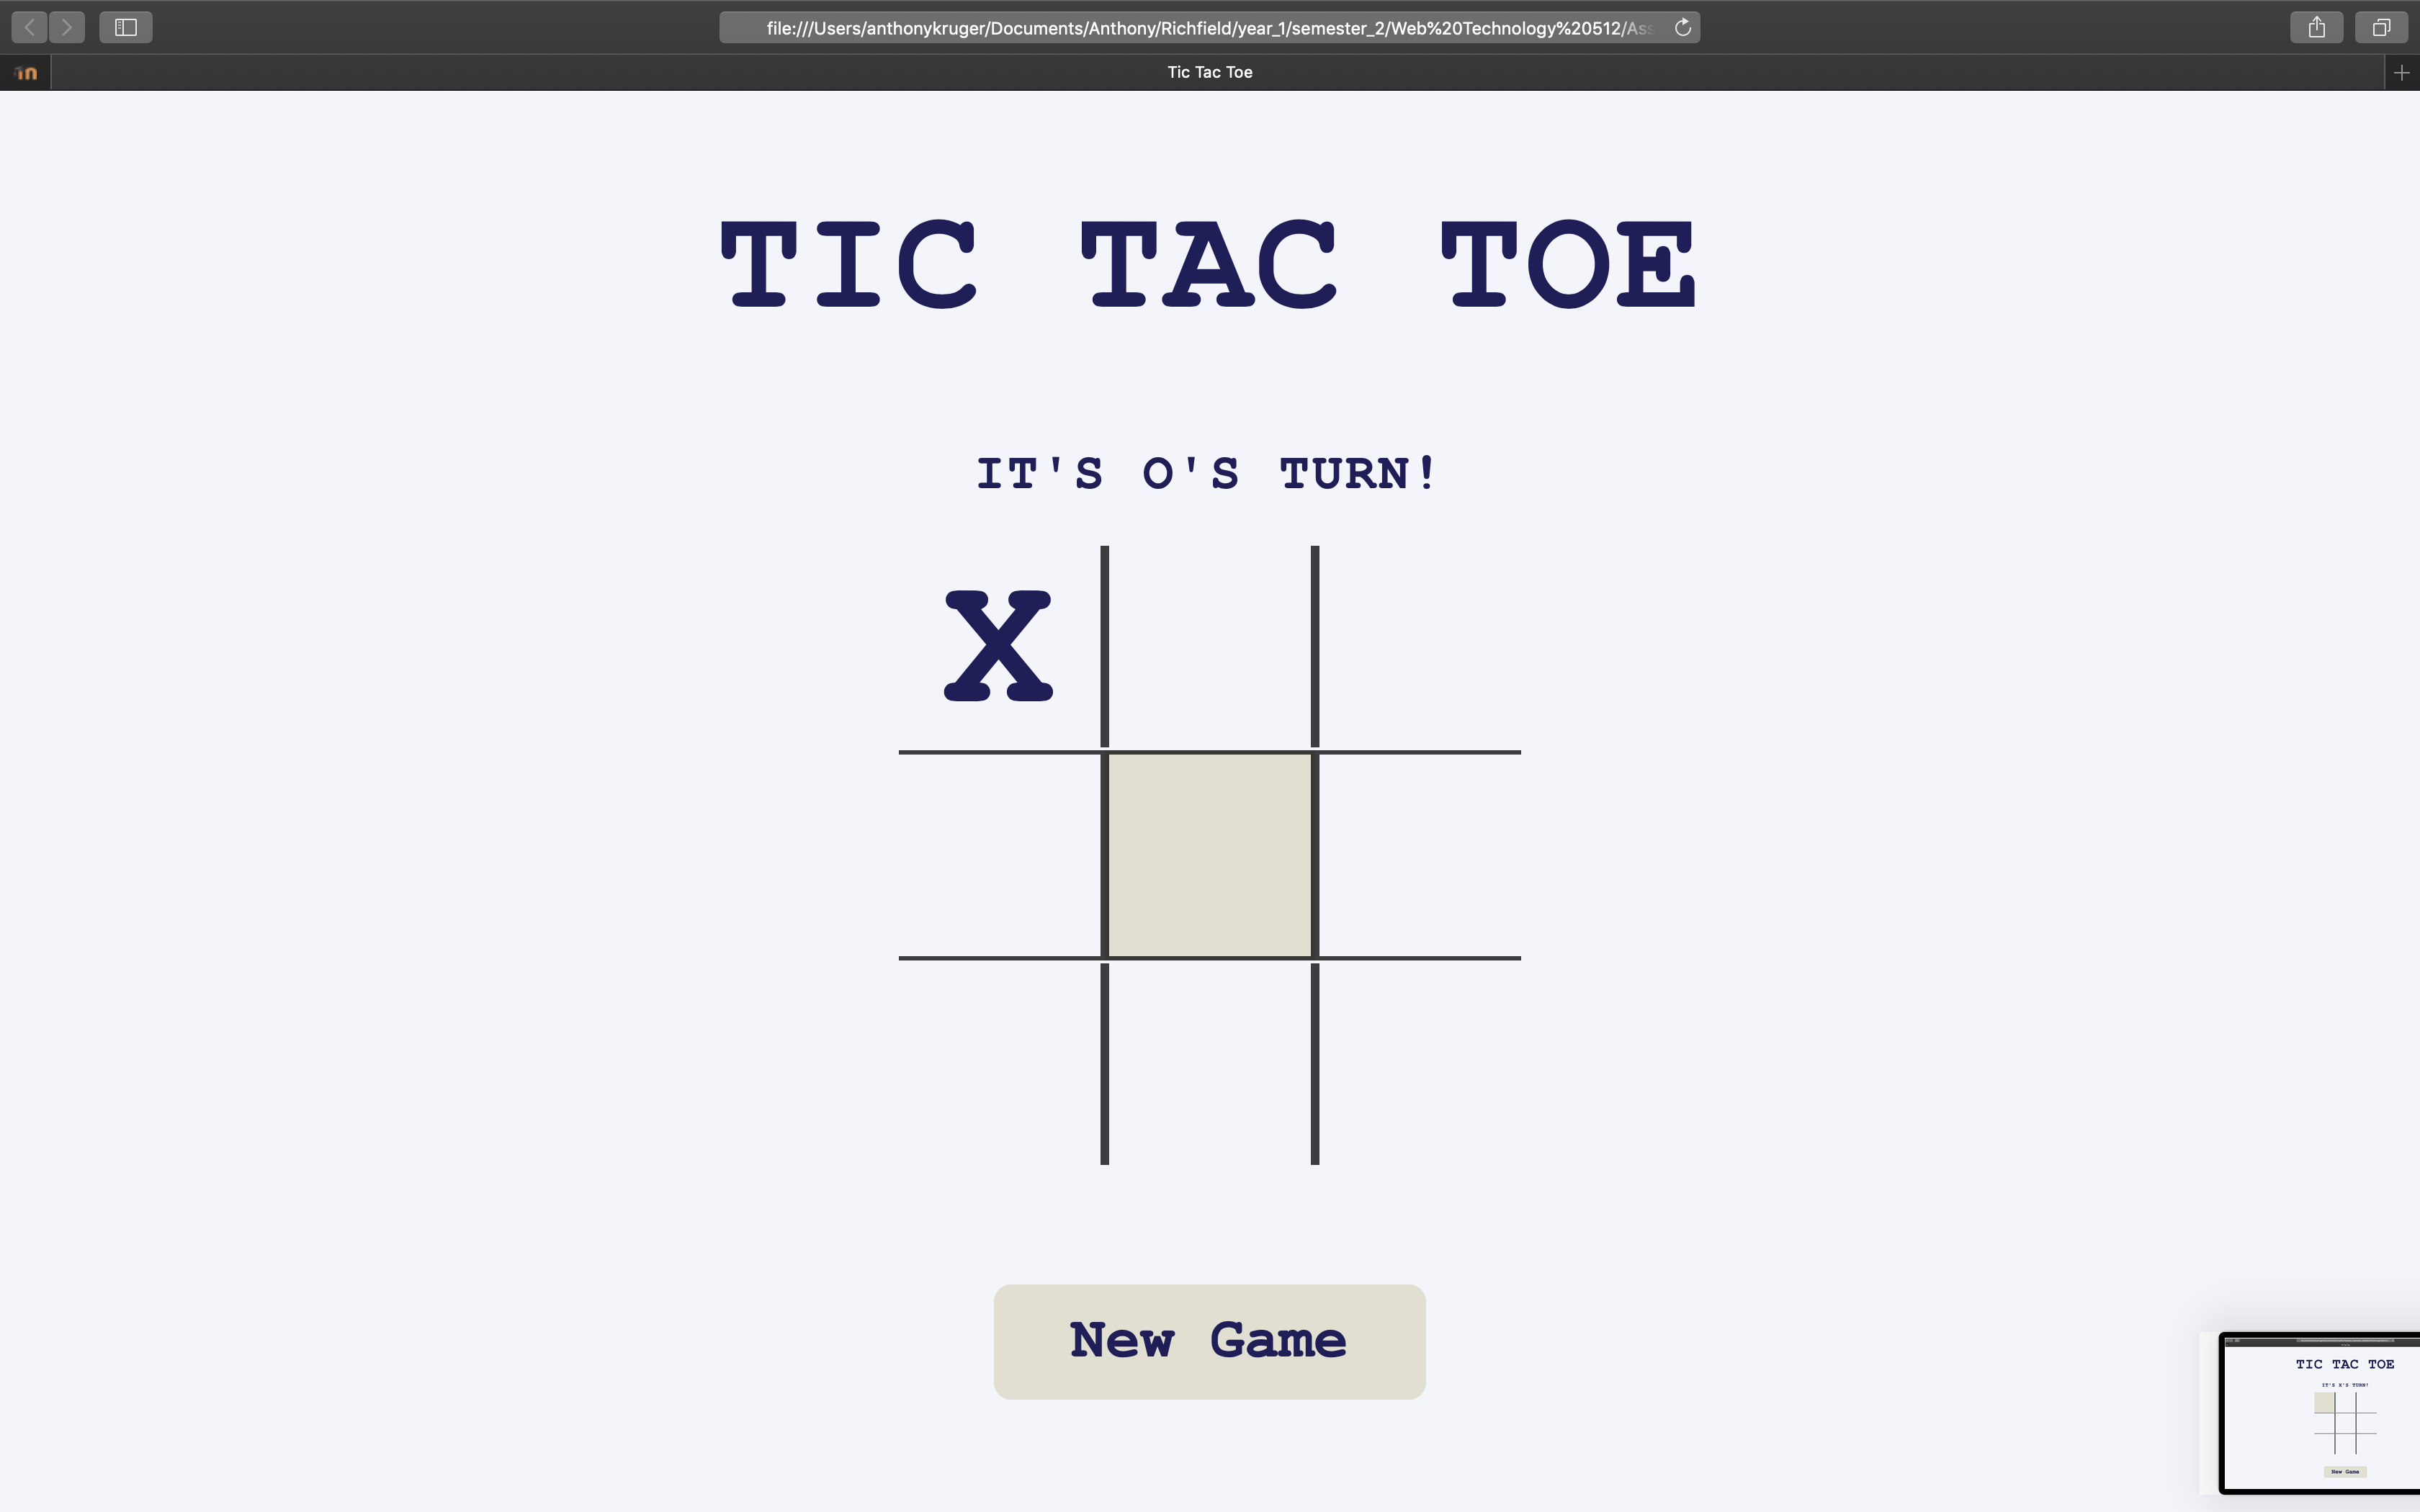 file:///Users/anthonykruger/Documents/Anthony/Richfield/year_1/semester_2/Web%20Technology%20512/Ass
Tic Tac Toe
TIC TAC TOE
IT'S O'S TURN!
X
New Game
TIC TAC TOE
IT'S X'S TURN!
New Game